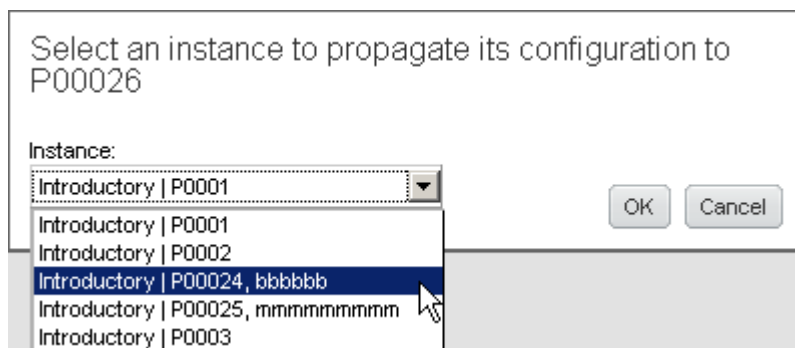 Select an instance to propagate its configuration to
P00026
Instance:
Introductory | P0001
OK
Cancel
Introductory | P0001
Introductory | P0002
Introductory | P00024, bbbbbb
Introductory | P00025, mmmmmmmmm
Introductory | P0003